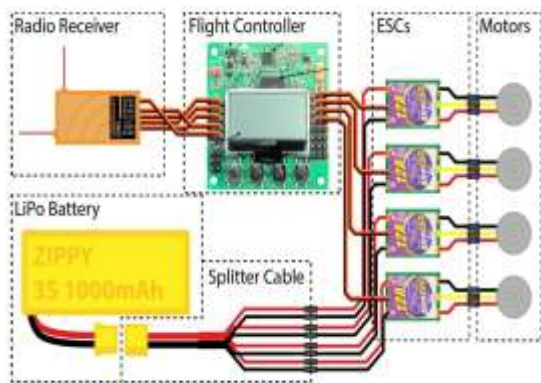 Radio Receiver
Flight Controller
ESCs
Motors
LiPo Battery
ZIPPY
3S 1000mAh
Splitter Cable